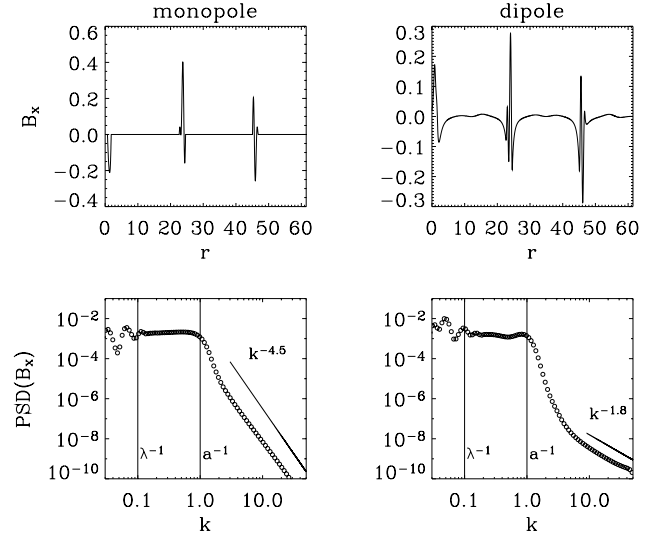 monopole
dipole
0.6
0.4
0.2
0.0
−0.2
−0.4
B_x
0 10 20 30 40 50 60
r
0.3
0.2
0.1
0.0
−0.1
−0.2
−0.3
0 10 20 30 40 50 60
r
10^−2
10^−4
10^−6
10^−8
10^−10
PSD(B_x)
k^−4.5
λ^−1
a^−1
0.1 1.0 10.0
k
10^−2
10^−4
10^−6
10^−8
10^−10
k^−1.8
λ^−1
a^−1
0.1 1.0 10.0
k